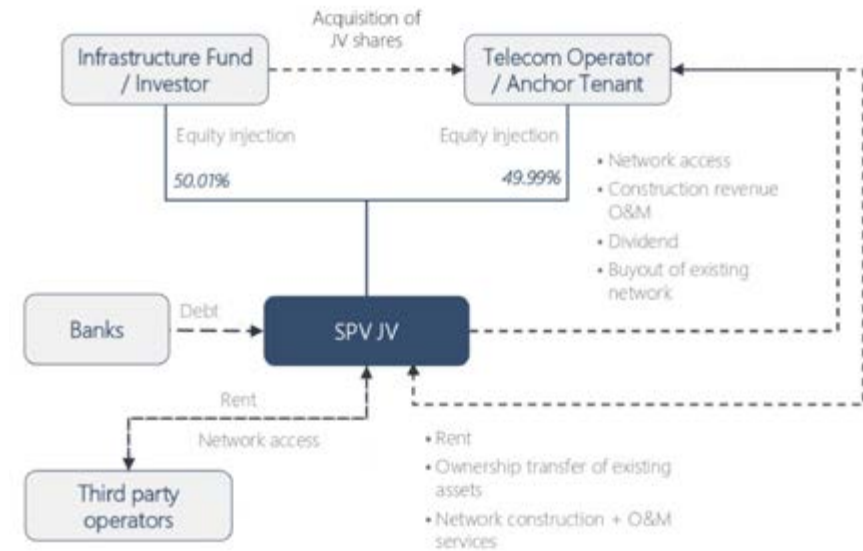 Acquisition of
JV shares
Infrastructure Fund
/ Investor
Telecom Operator
/ Anchor Tenant
Equity injection
Equity injection
50.01%
49.99%
• Network access
• Construction revenue
O&M
• Dividend
• Buyout of existing
network
Banks
Debt
SPV JV
Rent
Network access
Third party
operators
• Rent
• Ownership transfer of existing
assets
• Network construction + O&M
services